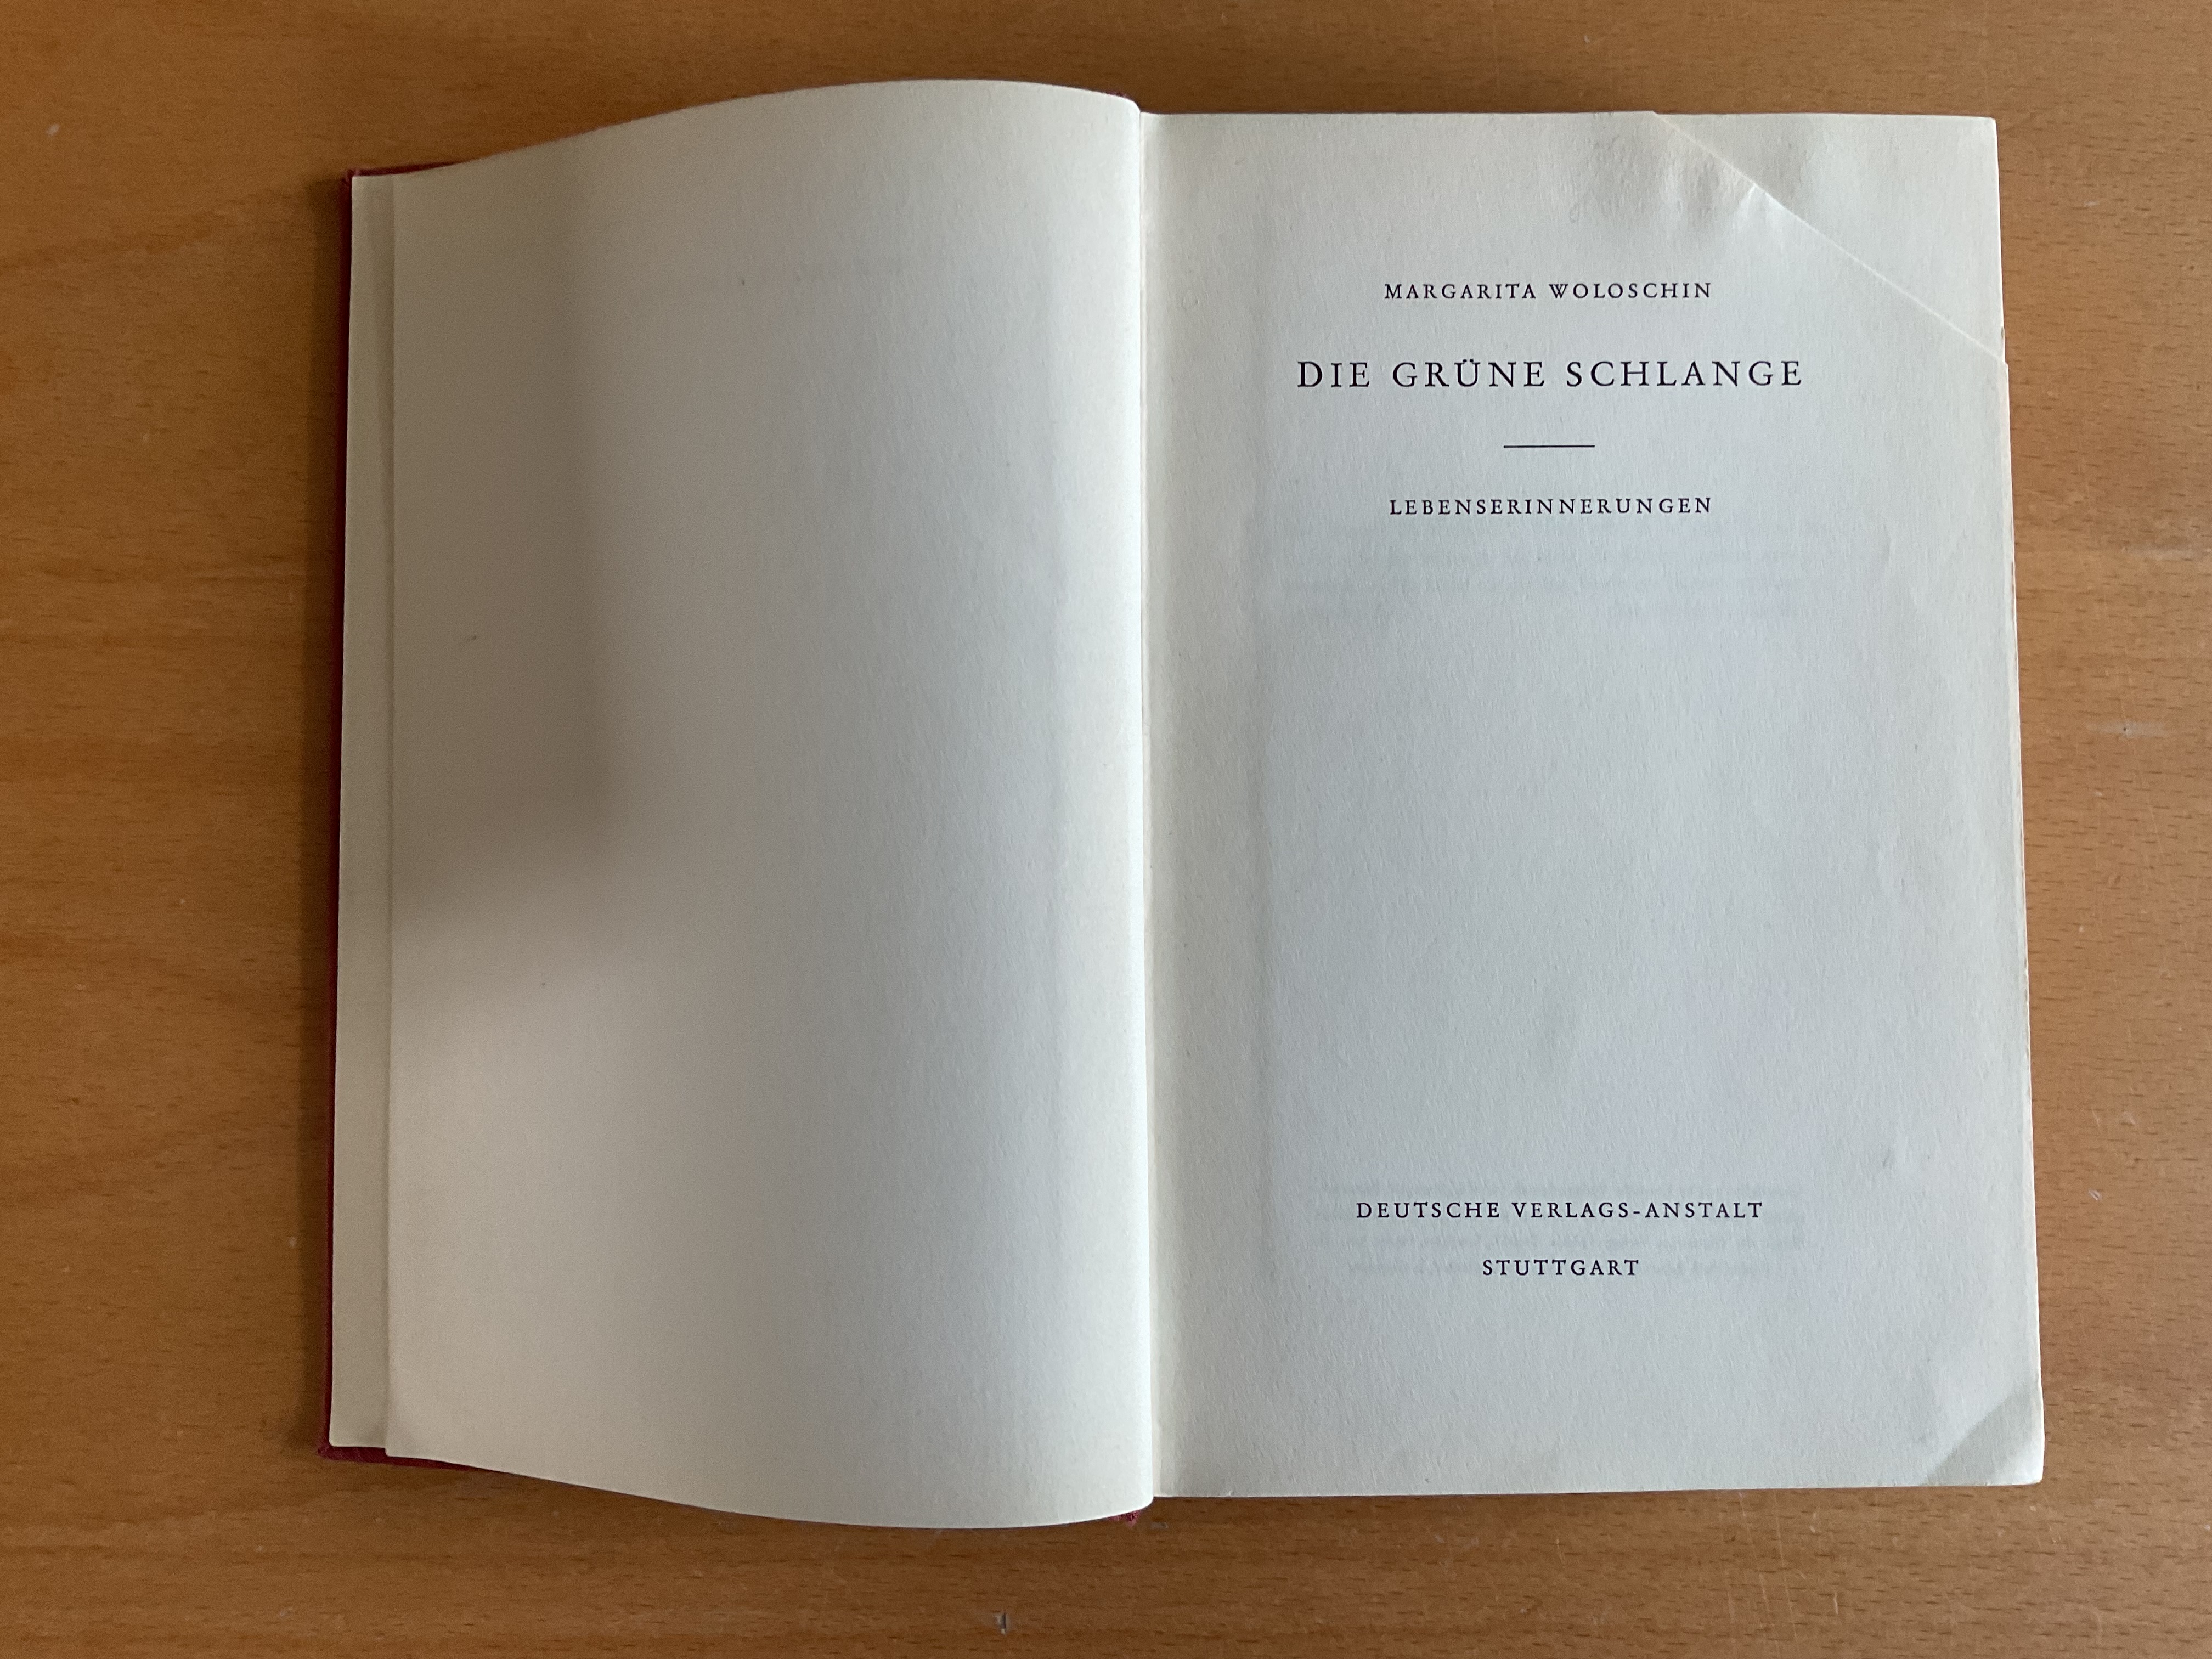 MARGARITA WOLOSCHIN
DIE GRÜNE SCHLANGE
LEBENSERINNERUNGEN
DEUTSCHE VERLAGS-ANSTALT
STUTTGART